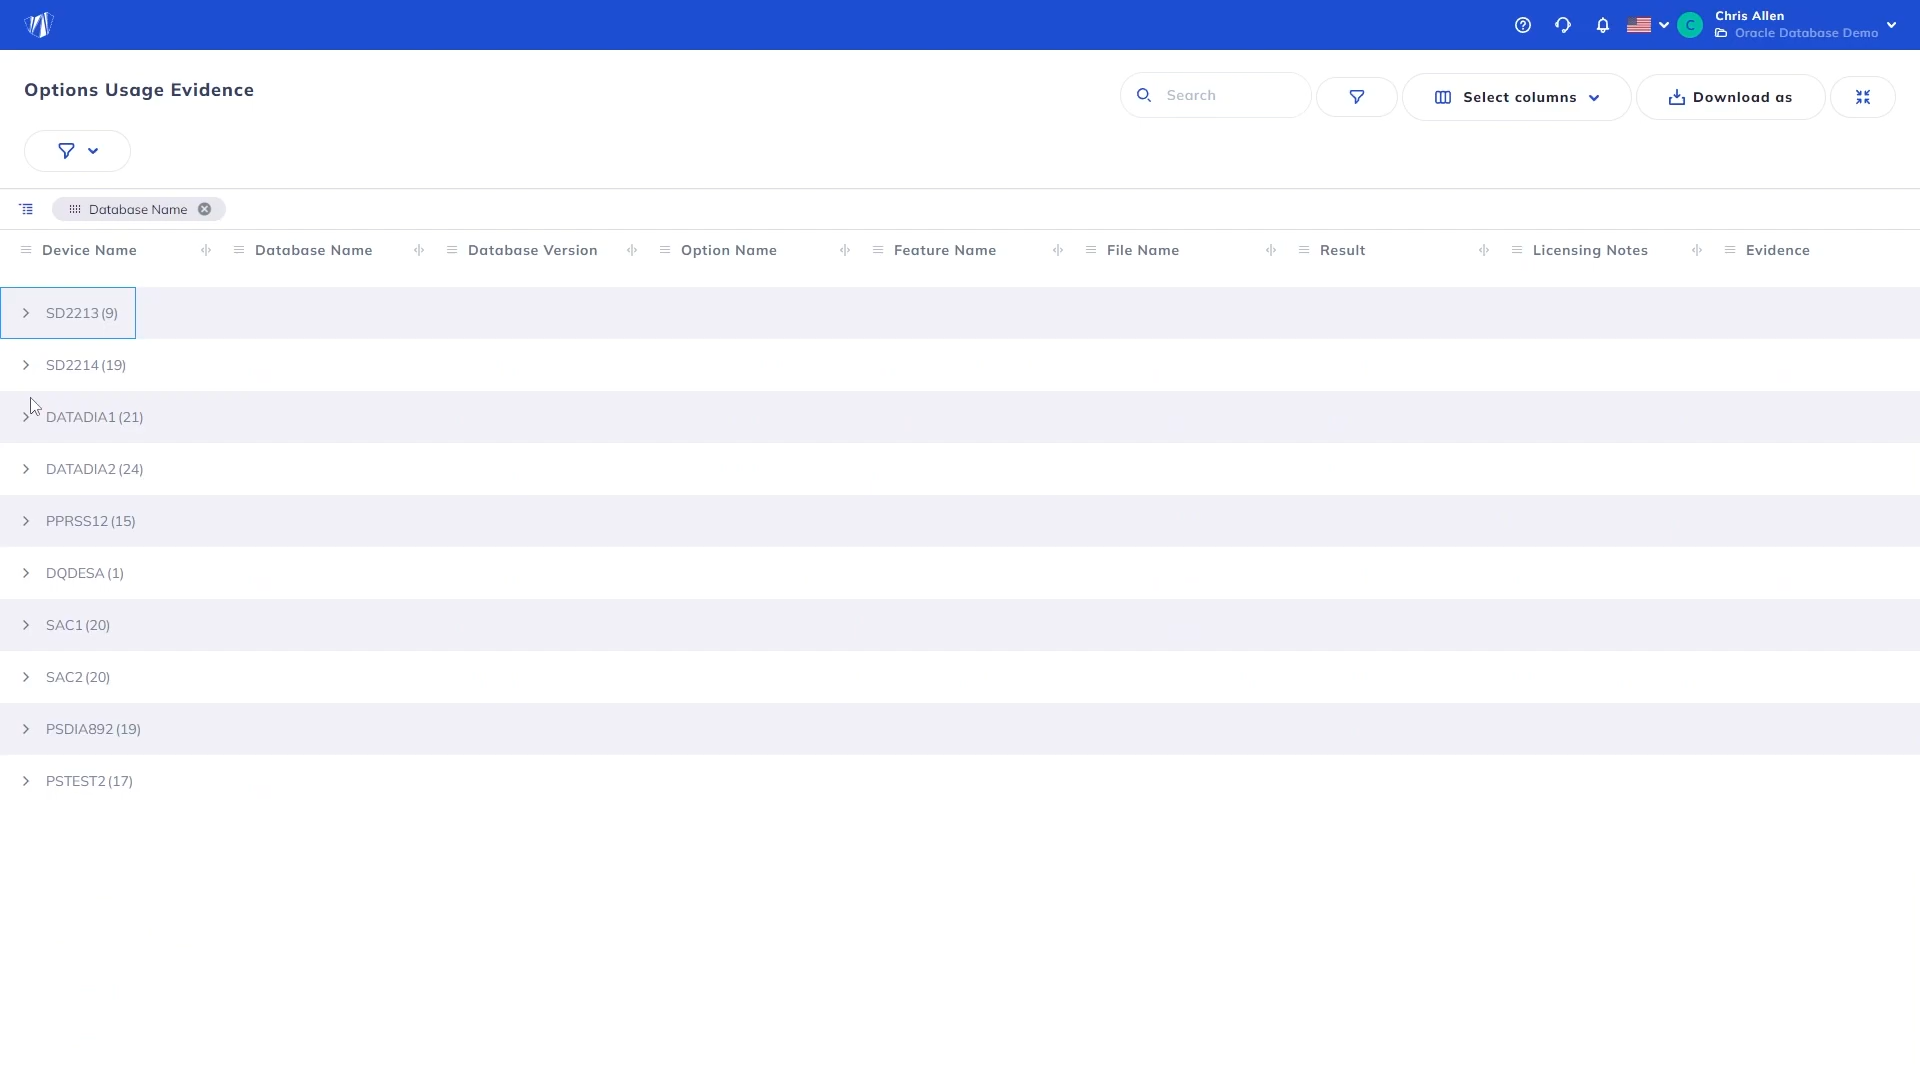 Chris Allen
C
Oracle Database Demo
Options Usage Evidence
Search
Select columns
Download as
Database Name
Device Name
Database Name
Database Version
Option Name
Feature Name
File Name
Result
Licensing Notes
Evidence
SD2213 (9)
SD2214 (19)
DATADIA1 (21)
DATADIA2 (24)
PPRSS12 (15)
DQDESA (1)
SAC1 (20)
SAC2 (20)
PSDIA892 (19)
PSTEST2 (17)